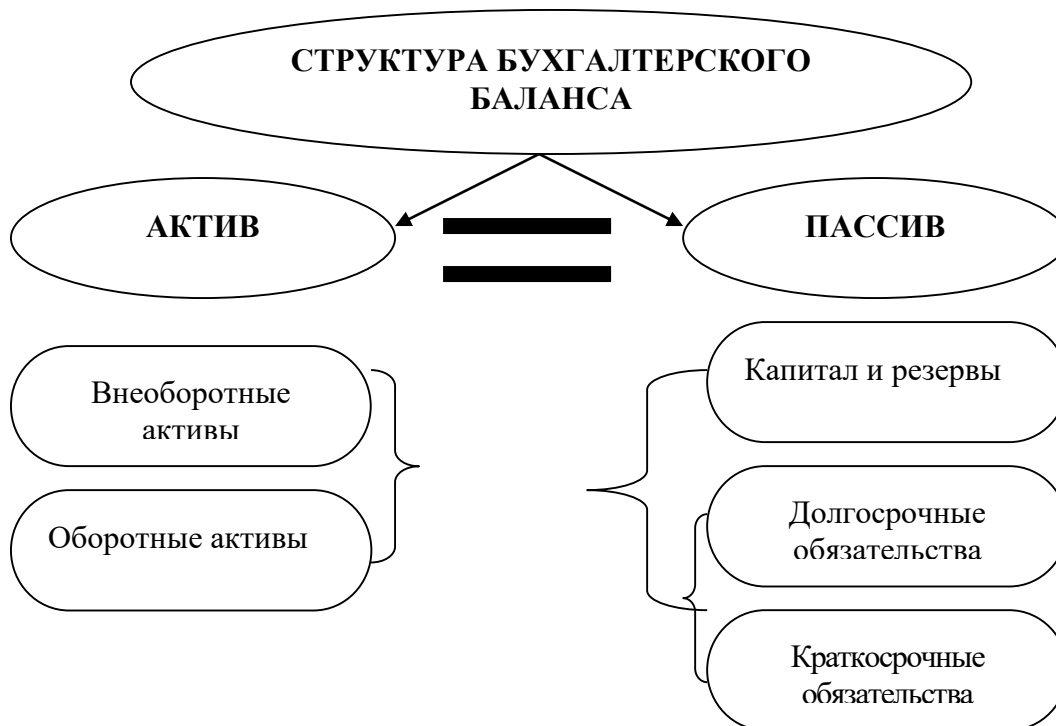 СТРУКТУРА БУХГАЛТЕРСКОГО
БАЛАНСА
АКТИВ
ПАССИВ
Внеоборотные
активы
Оборотные активы
Капитал и резервы
Долгосрочные
обязательства
Краткосрочные
обязательства